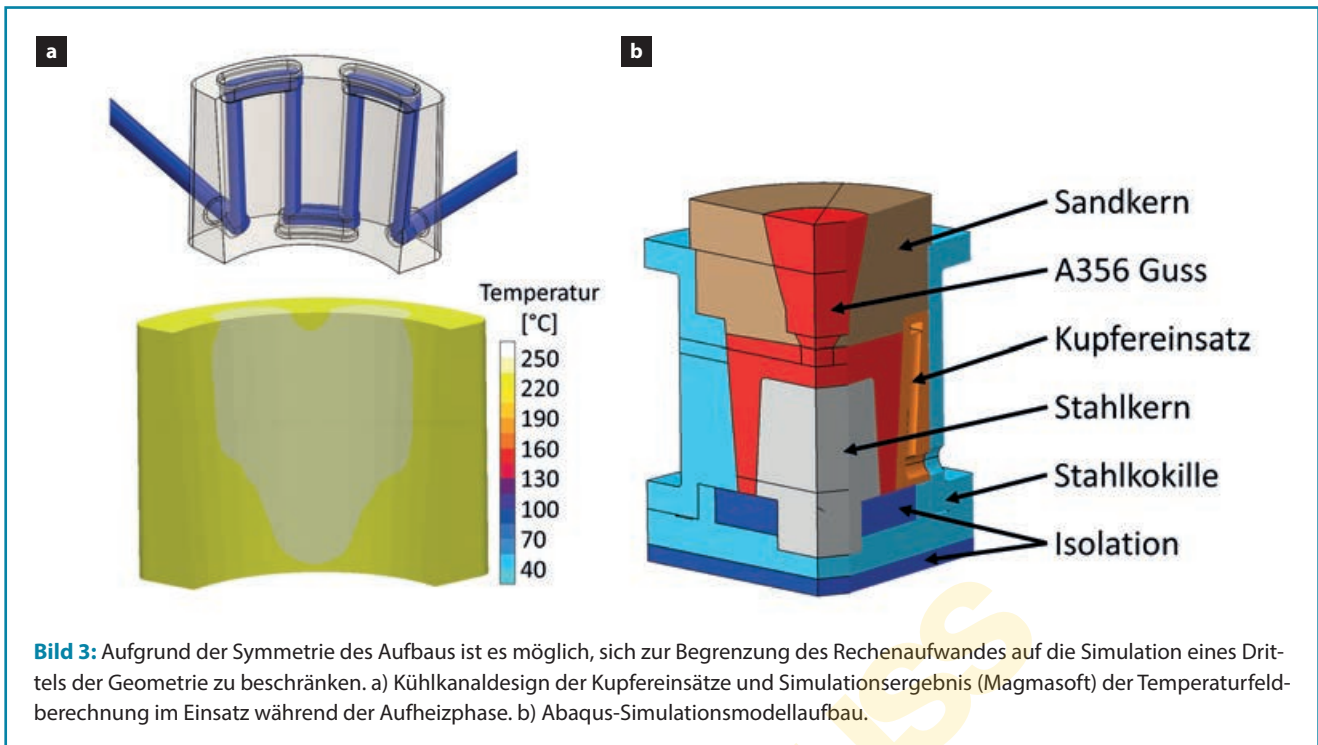 a
b
Temperatur
[°C]
250
220
190
160
130
100
70
40
Sandkern
A356 Guss
Kupfereinsatz
Stahlkern
Stahlkokille
Isolation
Bild 3: Aufgrund der Symmetrie des Aufbaus ist es möglich, sich zur Begrenzung des Rechenaufwandes auf die Simulation eines Drit-
tels der Geometrie zu beschränken. a) Kühlkanaldesign der Kupfereinsätze und Simulationsergebnis (Magmasoft) der Temperaturfeld-
berechnung im Einsatz während der Aufheizphase. b) Abaqus-Simulationsmodellaufbau.